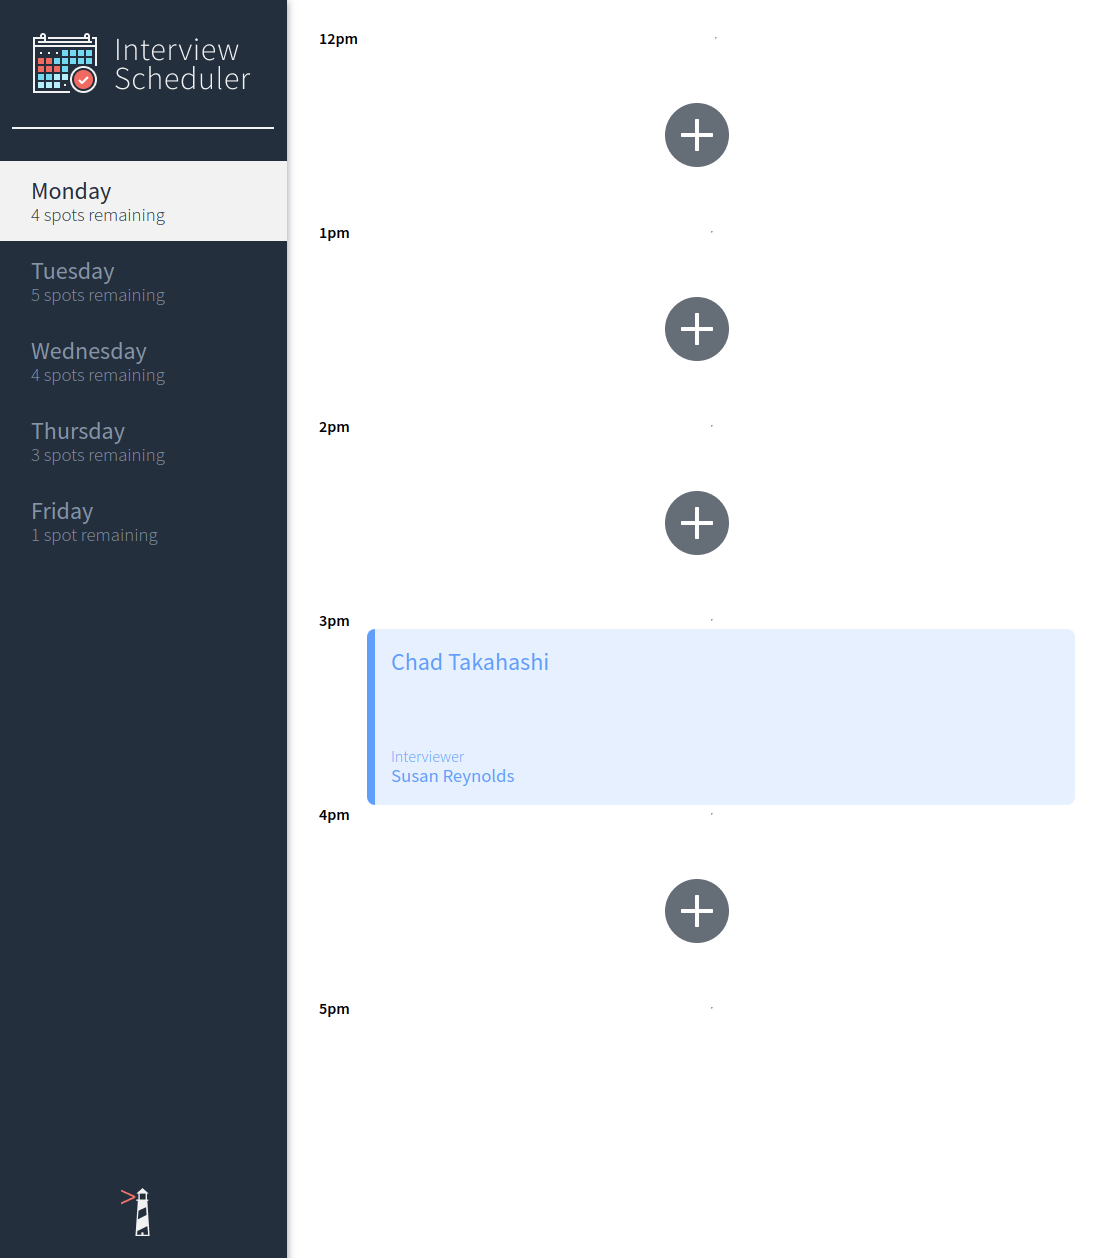 Interview
Scheduler
Monday
4 spots remaining
Tuesday
5 spots remaining
Wednesday
4 spots remaining
Thursday
3 spots remaining
Friday
1 spot remaining
12pm
1pm
2pm
3pm
Chad Takahashi
Interviewer
Susan Reynolds
4pm
5pm